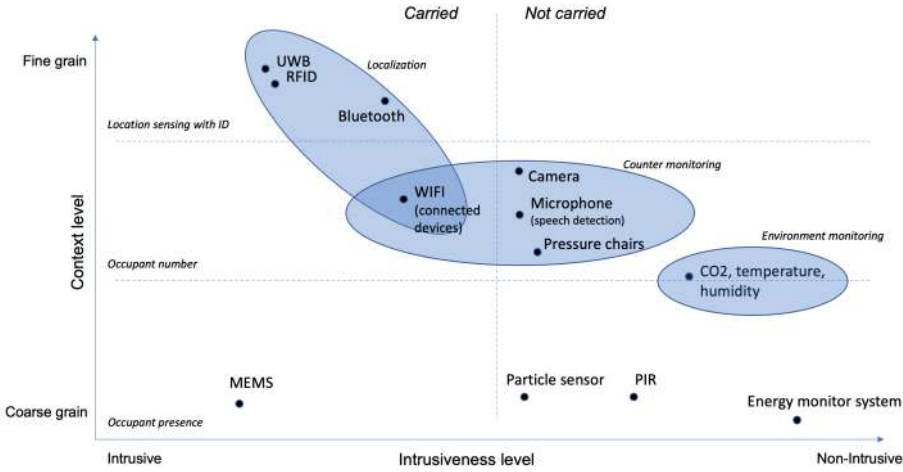 Carried
Not carried
Fine grain
UWB
RFID
Localization
Bluetooth
Location sensing with ID
Counter monitoring
Camera
WIFI
(connected
devices)
Microphone
(speech detection)
Pressure chairs
Environment monitoring
Context level
Occupant number
CO2, temperature,
humidity
MEMS
Particle sensor
PIR
Energy monitor system
Coarse grain
Occupant presence
Intrusive
Intrusiveness level
Non-Intrusive